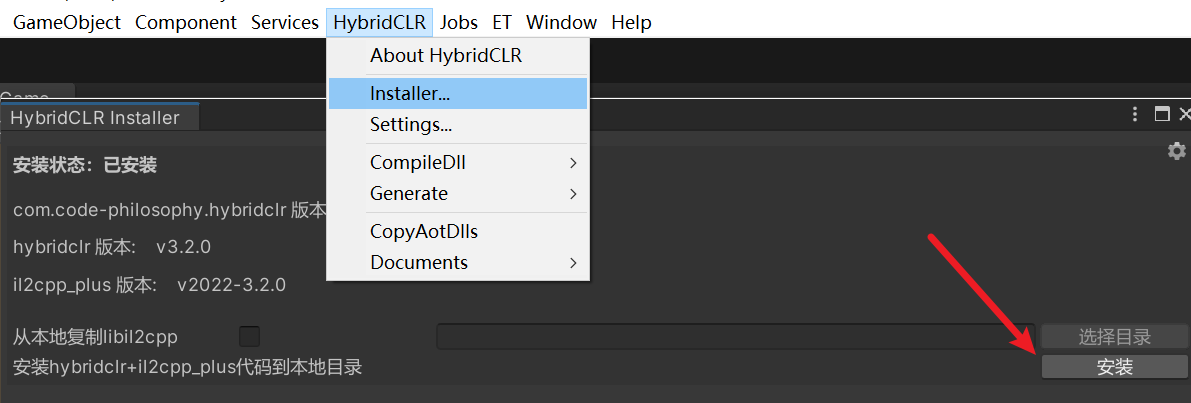 GameObject Component Services HybridCLR Jobs ET Window Help
About HybridCLR
Installer...
Settings...
CompileDll
Generate
CopyAotDlls
Documents
HybridCLR Installer
安装状态：已安装
com.code-philosophy.hybridclr 版本
hybridclr 版本: v3.2.0
il2cpp_plus 版本: v2022-3.2.0
从本地复制libil2cpp 选择目录
安装hybridclr+il2cpp_plus代码到本地目录 安装